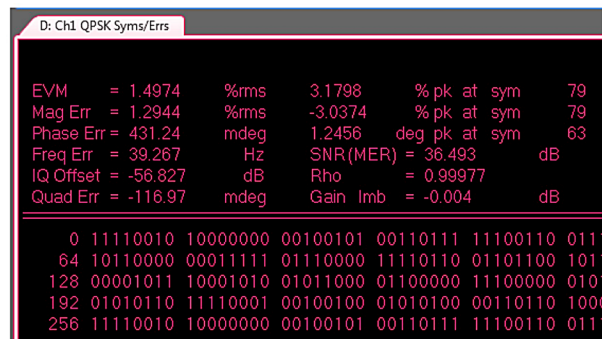 D: Ch1 QPSK Syms/Errs
EVM = 1.4974 %rms 3.1798 % pk at sym 79
Mag Err = 1.2944 %rms -3.0374 % pk at sym 79
Phase Err = 431.24 mdeg 1.2456 deg pk at sym 63
Freq Err = 39.267 Hz SNR(MER) = 36.493 dB
IQ Offset = -56.827 dB Rho = 0.99977
Quad Err = -116.97 mdeg Gain Imb = -0.004 dB
0 11110010 10000000 00100101 00110111 11100110 011
64 10110000 00011111 01110000 11110110 01101100 101
128 00001011 10001010 01011000 01100000 11100000 010
192 01010110 11110001 00100100 01010100 00110110 100
256 11110010 10000000 00100101 00110111 11100110 011